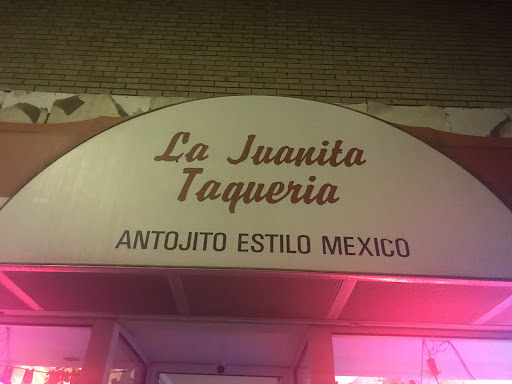 La Juanita
Taqueria
ANTOJITO ESTILO MEXICO